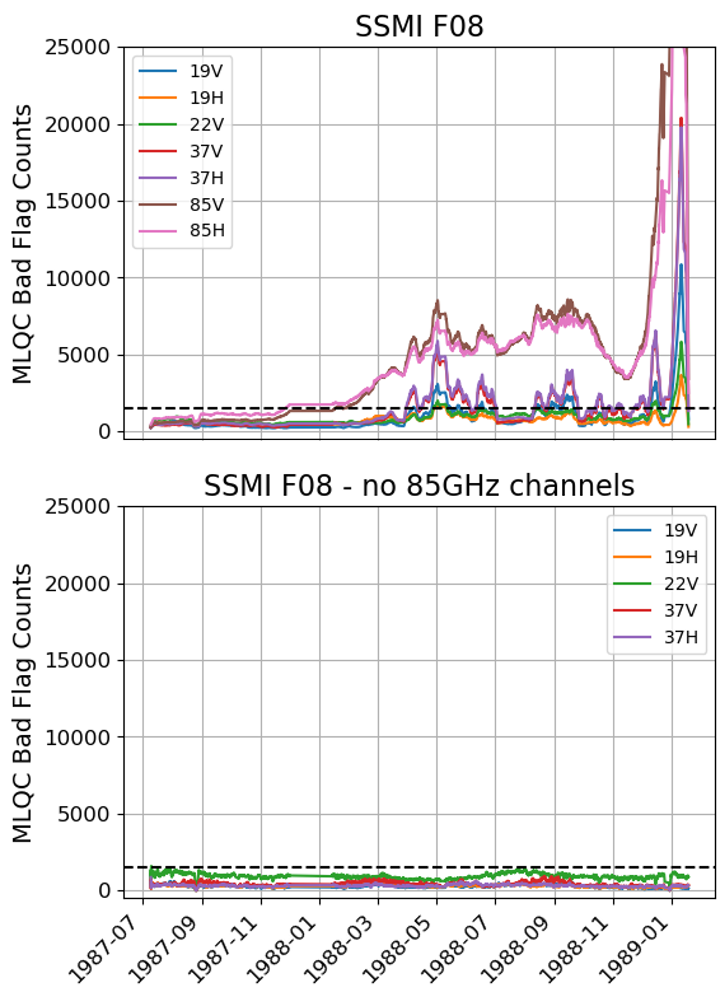 SSMI F08
MLQC Bad Flag Counts
25000
20000
15000
10000
5000
0
19V
19H
22V
37V
37H
85V
85H
SSMI F08 - no 85GHz channels
MLQC Bad Flag Counts
25000
20000
15000
10000
5000
0
19V
19H
22V
37V
37H
1987-07
1987-09
1987-11
1988-01
1988-03
1988-05
1988-07
1988-09
1988-11
1989-01